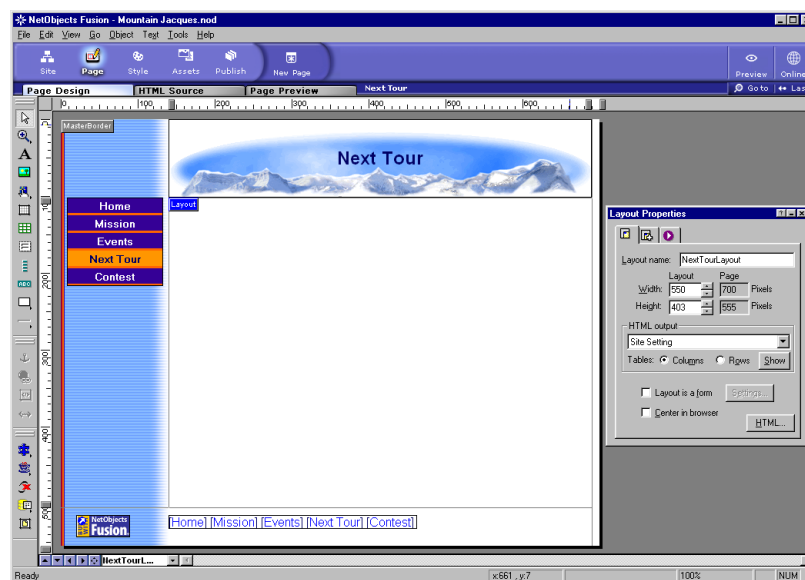 NetObjects Fusion - Mountain Jacques.nod
File Edit View Go Object Text Tools Help
Site Page Style Assets Publish New Page Preview Online
Page Design HTML Source Page Preview Next Tour Go to Las
0 100 200 300 400 500 600
MasterBorder
Next Tour
Layout
Home
Mission
Events
Next Tour
Contest
Layout Properties
Layout name: NextTourLayout
Layout Page
Width: 550 700 Pixels
Height: 403 555 Pixels
HTML output
Site Setting
Tables: Columns Rows Show
Layout is a form Settings...
Center in browser
HTML...
0 100 200 300 400 500
NetObjects
Fusion
[Home] [Mission] [Events] [Next Tour] [Contest]
NextTourL...
Ready x:661 , y:7 100% NUM